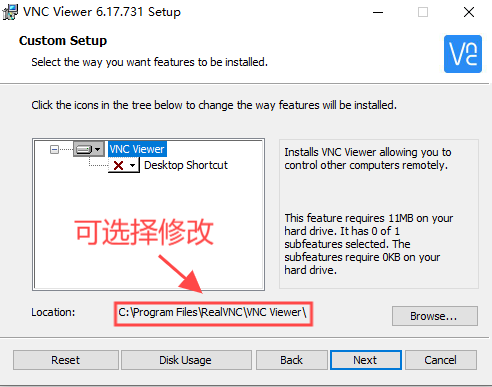 VNC Viewer 6.17.731 Setup
Custom Setup
Select the way you want features to be installed.
Click the icons in the tree below to change the way features will be installed.
VNC Viewer
Desktop Shortcut
Installs VNC Viewer allowing you to
control other computers remotely.
This feature requires 11MB on your
hard drive. It has 0 of 1
subfeatures selected. The
subfeatures require 0KB on your
hard drive.
可选择修改
Location:
C:\Program Files\RealVNC\VNC Viewer\
Browse...
Reset
Disk Usage
Back
Next
Cancel